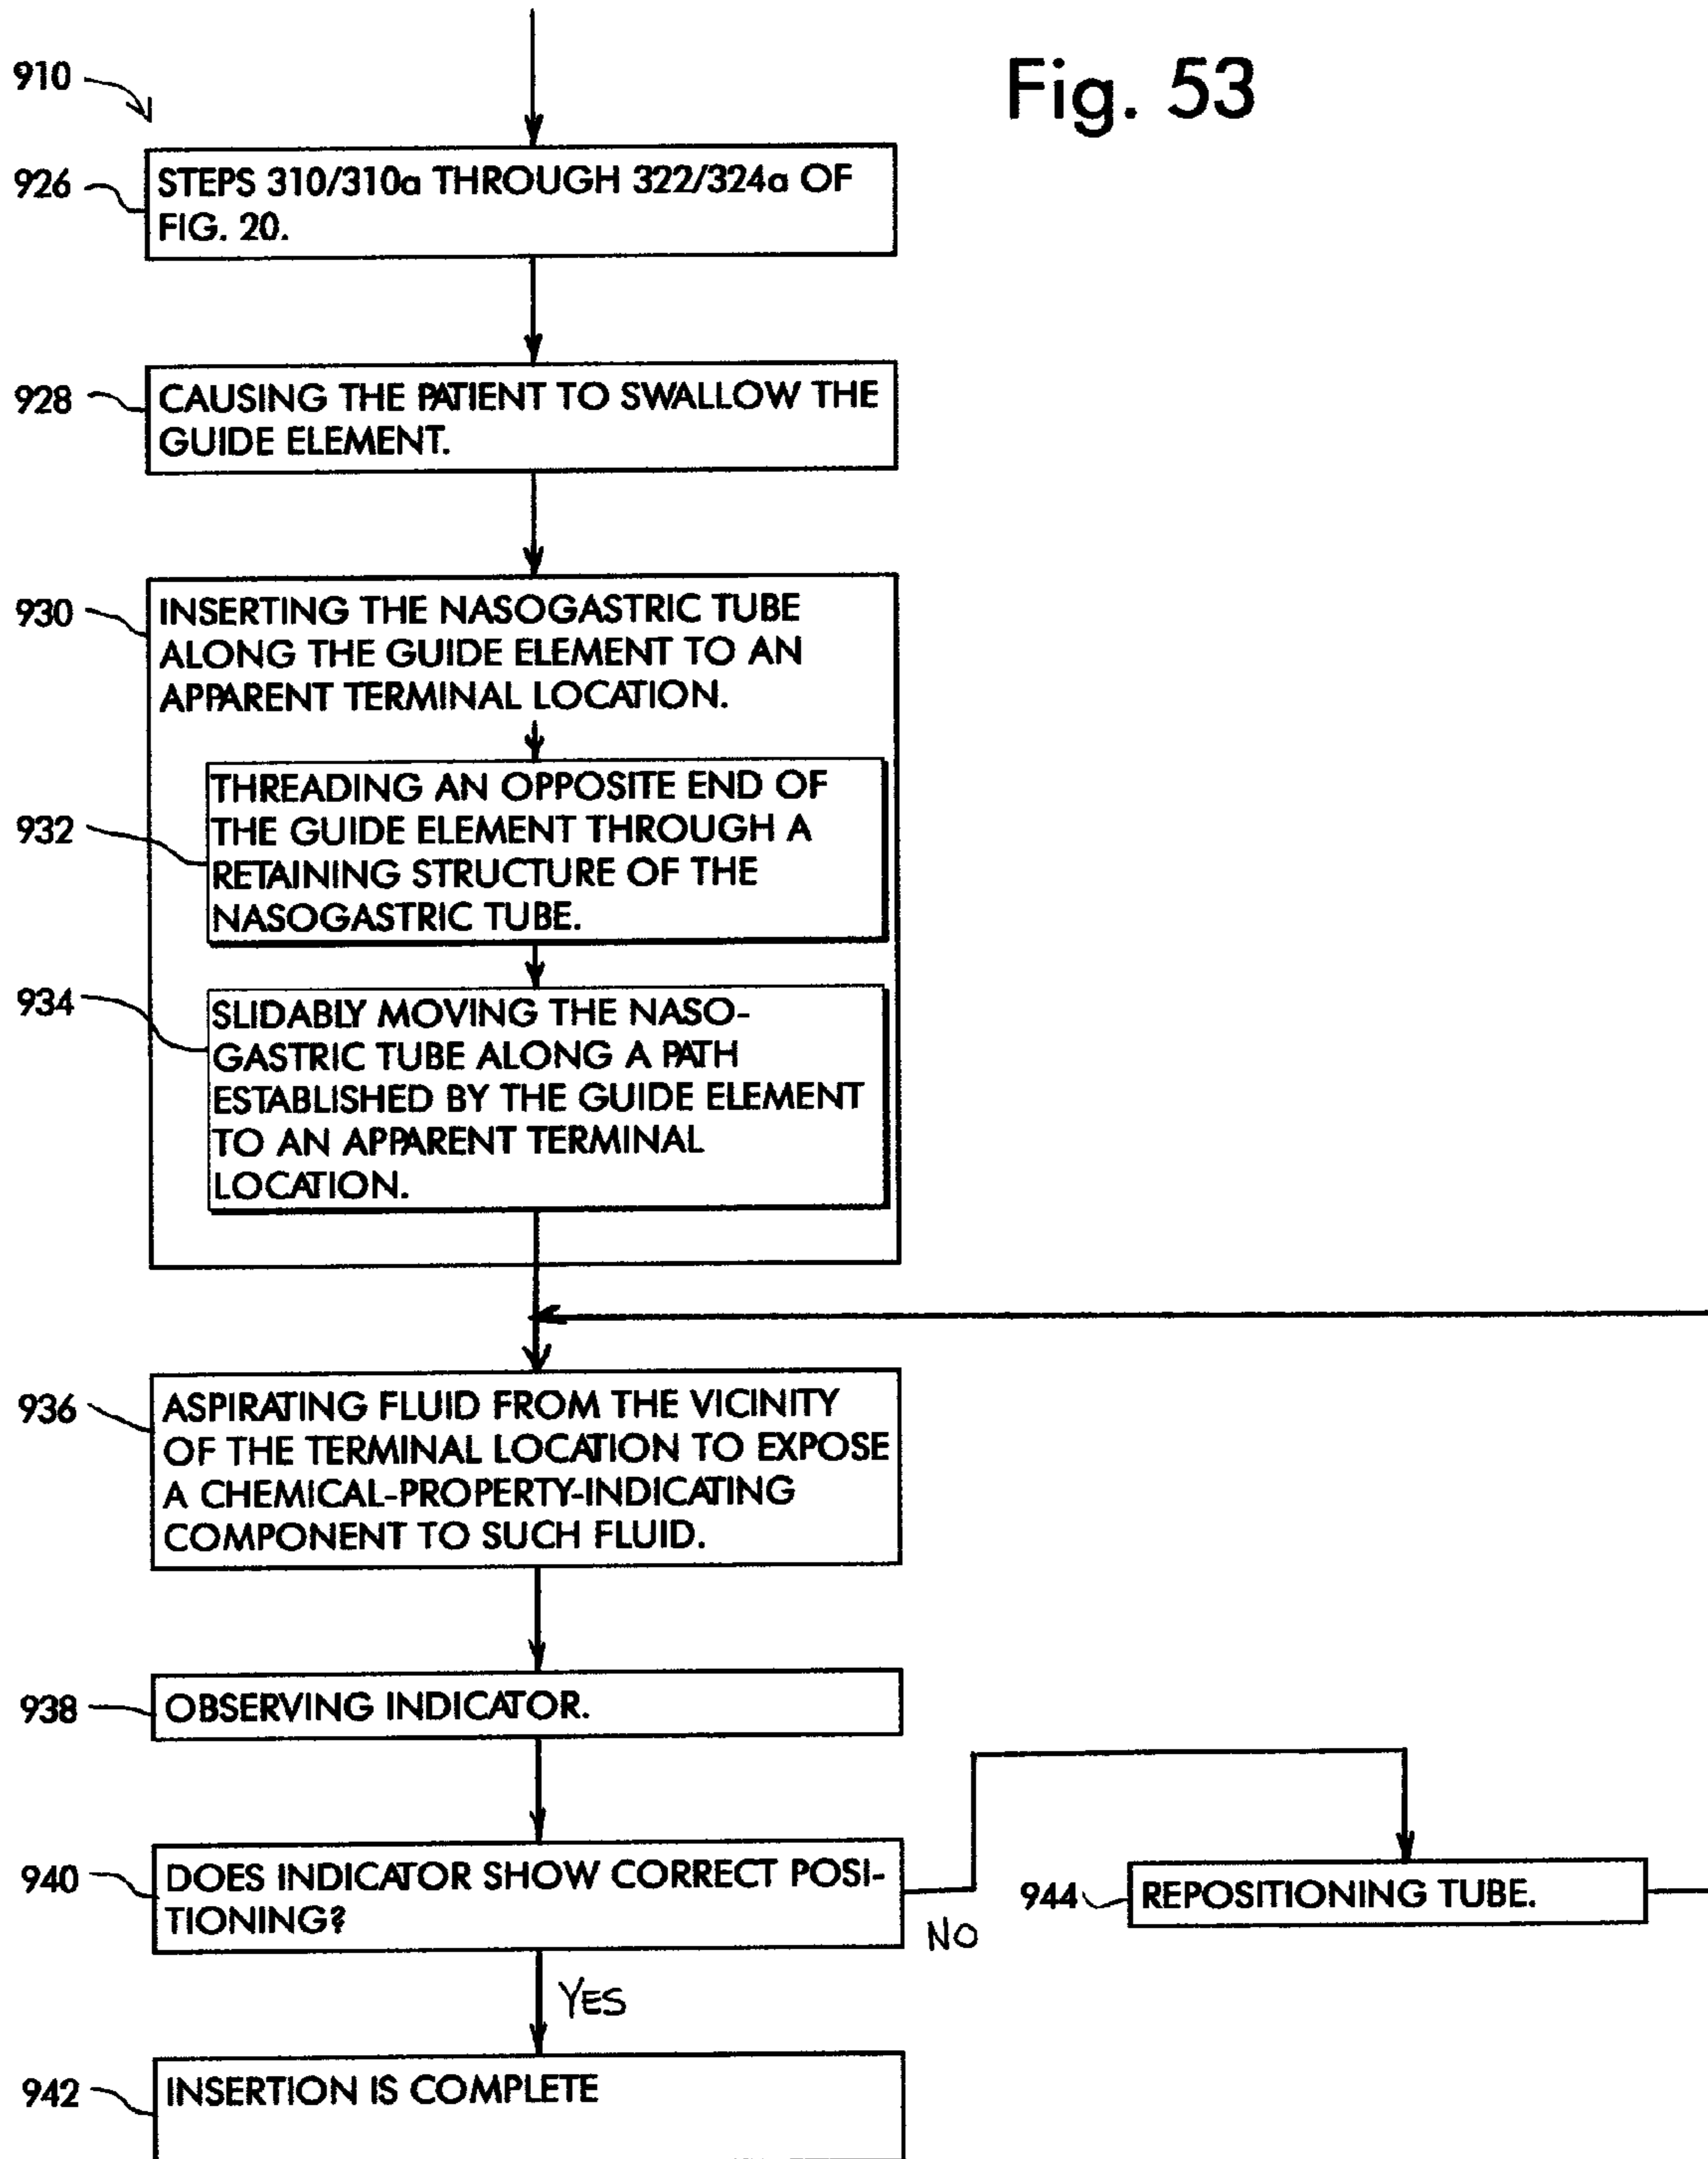 Fig. 53
910
926
STEPS 310/310a THROUGH 322/324a OF
FIG. 20.
928
CAUSING THE PATIENT TO SWALLOW THE
GUIDE ELEMENT.
930
INSERTING THE NASOGASTRIC TUBE
ALONG THE GUIDE ELEMENT TO AN
APPARENT TERMINAL LOCATION.
932
THREADING AN OPPOSITE END OF
THE GUIDE ELEMENT THROUGH A
RETAINING STRUCTURE OF THE
NASOGASTRIC TUBE.
934
SLIDABLY MOVING THE NASO-
GASTRIC TUBE ALONG A PATH
ESTABLISHED BY THE GUIDE ELEMENT
TO AN APPARENT TERMINAL
LOCATION.
936
ASPIRATING FLUID FROM THE VICINITY
OF THE TERMINAL LOCATION TO EXPOSE
A CHEMICAL-PROPERTY-INDICATING
COMPONENT TO SUCH FLUID.
938
OBSERVING INDICATOR.
940
DOES INDICATOR SHOW CORRECT POSI-
TIONING?
NO
944
REPOSITIONING TUBE.
YES
942
INSERTION IS COMPLETE